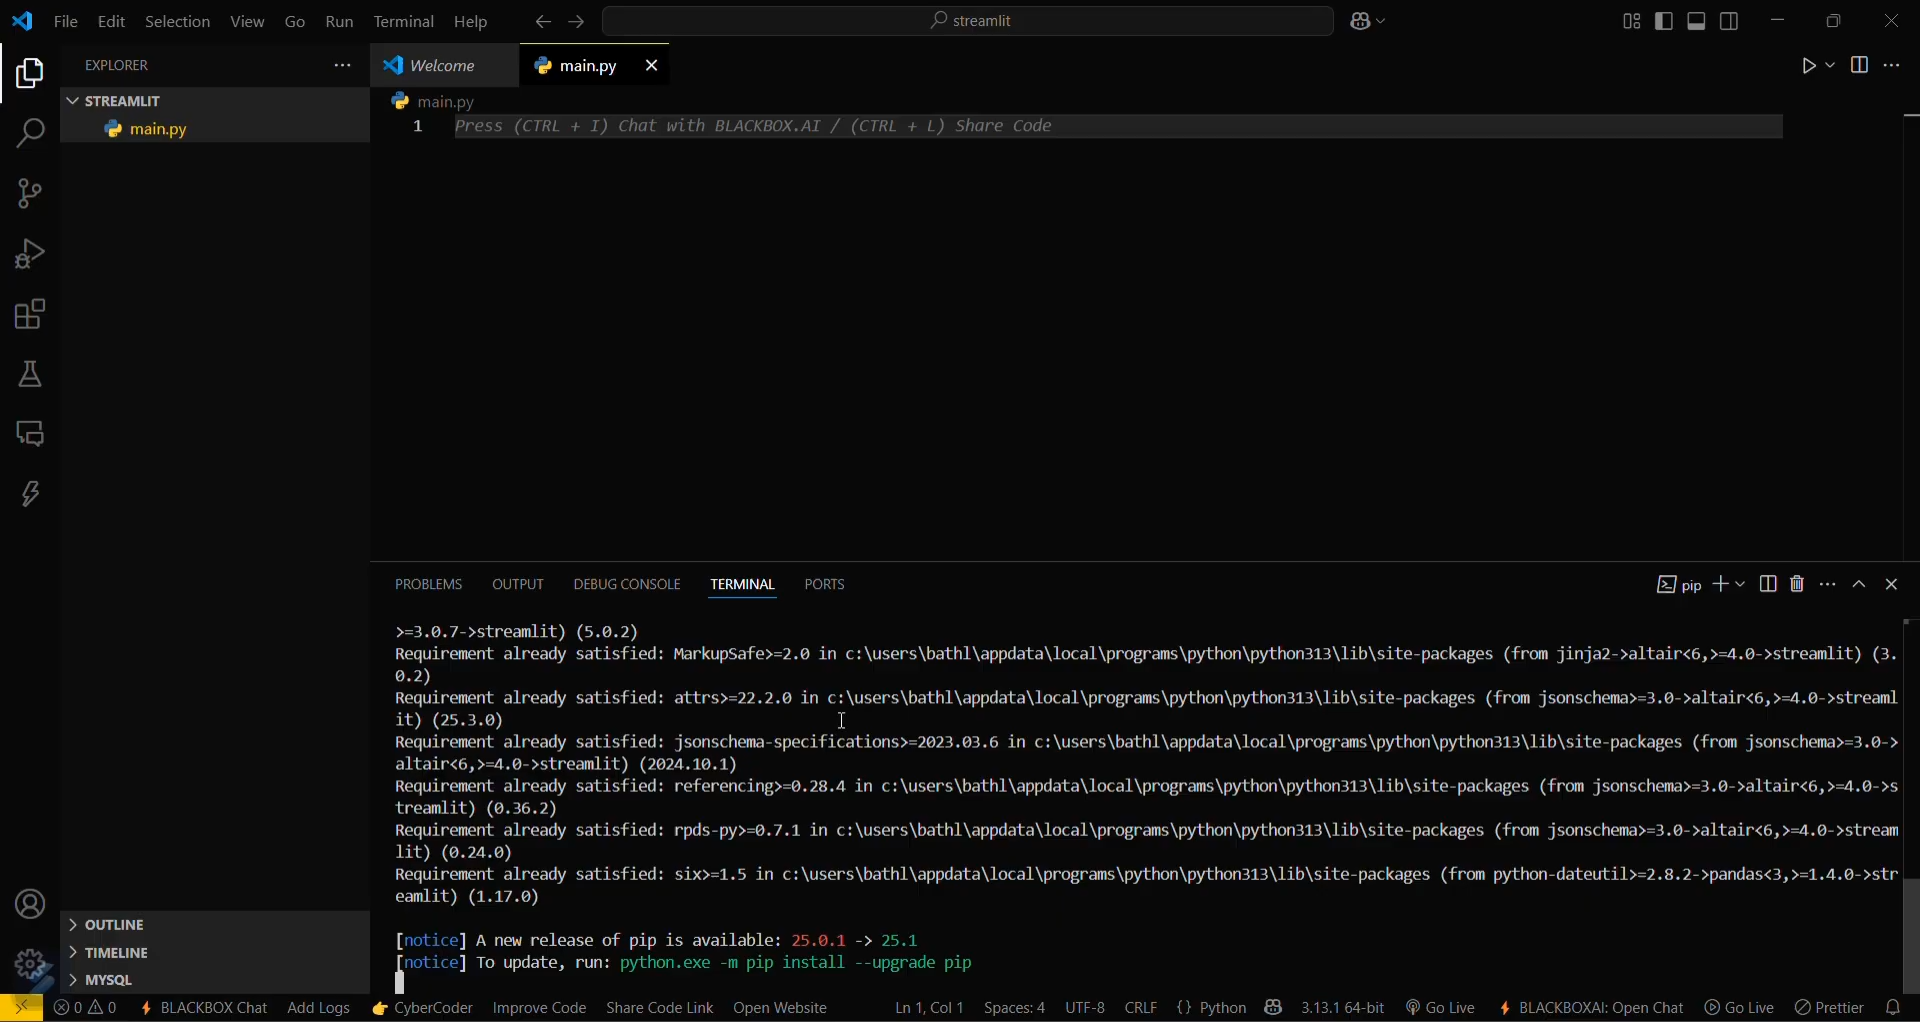 File Edit Selection View Go Run Terminal Help
streamlit
EXPLORER
Welcome
main.py
STREAMLIT
main.py
main.py
1 Press (CTRL + I) Chat with BLACKBOX.AI / (CTRL + L) Share Code
PROBLEMS OUTPUT DEBUG CONSOLE TERMINAL PORTS
pip
>=3.0.7->streamlit) (5.0.2)
Requirement already satisfied: MarkupSafe>=2.0 in c:\users\bathl\appdata\local\programs\python\python313\lib\site-packages (from jinja2->altair<6,>=4.0->streamlit) (3.
0.2)
Requirement already satisfied: attrs>=22.2.0 in c:\users\bathl\appdata\local\programs\python\python313\lib\site-packages (from jsonschema>=3.0->altair<6,>=4.0->streaml
it) (25.3.0)
Requirement already satisfied: jsonschema-specifications>=2023.03.6 in c:\users\bathl\appdata\local\programs\python\python313\lib\site-packages (from jsonschema>=3.0->
altair<6,>=4.0->streamlit) (2024.10.1)
Requirement already satisfied: referencing>=0.28.4 in c:\users\bathl\appdata\local\programs\python\python313\lib\site-packages (from jsonschema>=3.0->altair<6,>=4.0->s
treamlit) (0.36.2)
Requirement already satisfied: rpds-py>=0.7.1 in c:\users\bathl\appdata\local\programs\python\python313\lib\site-packages (from jsonschema>=3.0->altair<6,>=4.0->stream
lit) (0.24.0)
Requirement already satisfied: six>=1.5 in c:\users\bathl\appdata\local\programs\python\python313\lib\site-packages (from python-dateutil>=2.8.2->pandas<3,>=1.4.0->str
eamlit) (1.17.0)
[notice] A new release of pip is available: 25.0.1 -> 25.1
[notice] To update, run: python.exe -m pip install --upgrade pip
OUTLINE
TIMELINE
MYSQL
0 0 BLACKBOX Chat Add Logs CyberCoder Improve Code Share Code Link Open Website Ln 1, Col 1 Spaces: 4 UTF-8 CRLF {} Python 3.13.1 64-bit Go Live BLACKBOXAI: Open Chat Go Live Prettier